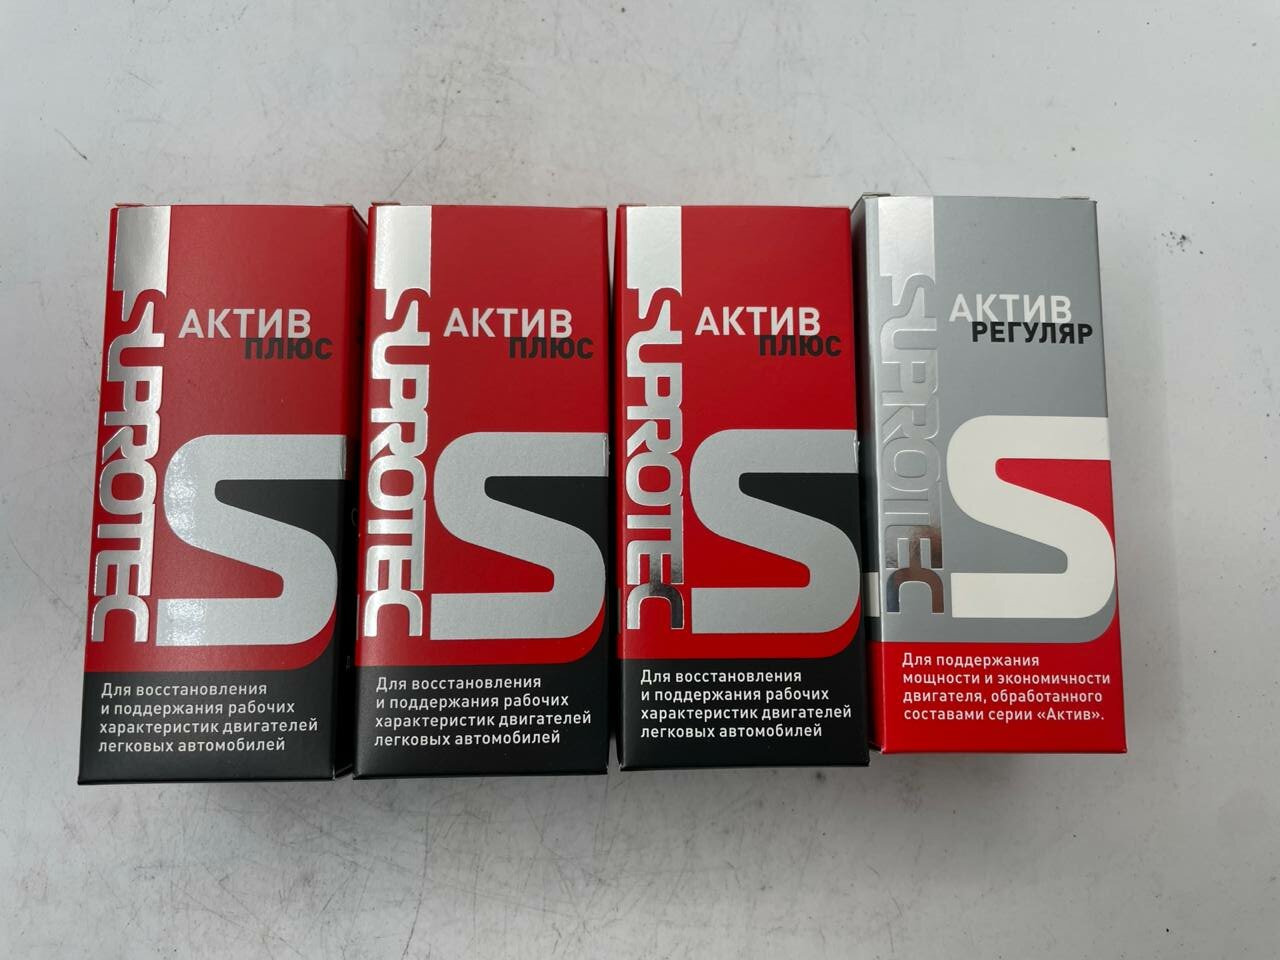 SUPROTEC
АКТИВ
ПЛЮС
S
Для восстановления
и поддержания рабочих
характеристик двигателей
легковых автомобилей
SUPROTEC
АКТИВ
ПЛЮС
S
Для восстановления
и поддержания рабочих
характеристик двигателей
легковых автомобилей
SUPROTEC
АКТИВ
ПЛЮС
S
Для восстановления
и поддержания рабочих
характеристик двигателей
легковых автомобилей
SUPROTEC
АКТИВ
РЕГУЛЯР
S
Для поддержания
мощности и экономичности
двигателя, обработанного
составами серии «Актив».